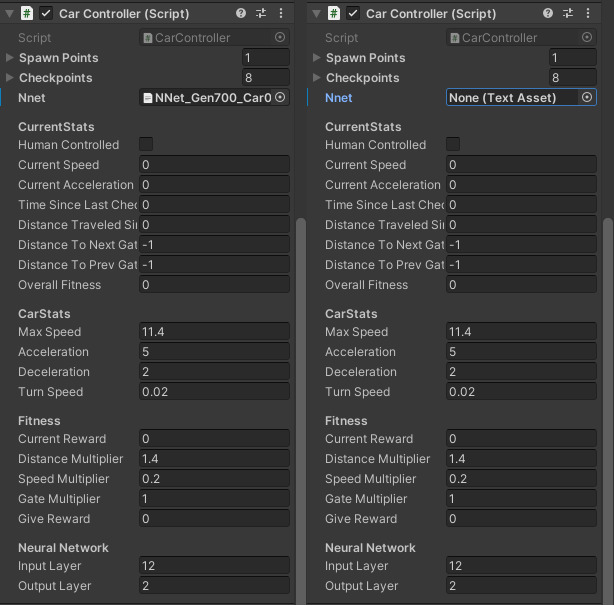 Car Controller (Script)
Script CarController
Spawn Points 1
Checkpoints 8
Nnet NNet_Gen700_Car0
CurrentStats
Human Controlled
Current Speed 0
Current Acceleration 0
Time Since Last Chec 0
Distance Traveled Sin 0
Distance To Next Gat -1
Distance To Prev Gat -1
Overall Fitness 0
CarStats
Max Speed 11.4
Acceleration 5
Deceleration 2
Turn Speed 0.02
Fitness
Current Reward 0
Distance Multiplier 1.4
Speed Multiplier 0.2
Gate Multiplier 1
Give Reward 0
Neural Network
Input Layer 12
Output Layer 2
Car Controller (Script)
Script CarController
Spawn Points 1
Checkpoints 8
Nnet None (Text Asset)
CurrentStats
Human Controlled
Current Speed 0
Current Acceleration 0
Time Since Last Chec 0
Distance Traveled Sin 0
Distance To Next Gat -1
Distance To Prev Gat -1
Overall Fitness 0
CarStats
Max Speed 11.4
Acceleration 5
Deceleration 2
Turn Speed 0.02
Fitness
Current Reward 0
Distance Multiplier 1.4
Speed Multiplier 0.2
Gate Multiplier 1
Give Reward 0
Neural Network
Input Layer 12
Output Layer 2